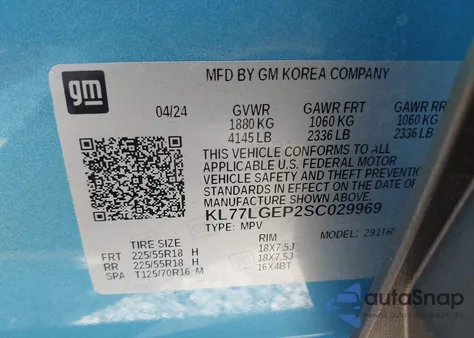 gm
MFD BY GM KOREA COMPANY
04/24 GVWR GAWR FRT GAWR RR
1880 KG 1060 KG 1060 KG
4145 LB 2336 LB 2336 LB
THIS VEHICLE CONFORMS TO ALL
APPLICABLE U.S. FEDERAL MOTOR
VEHICLE SAFETY AND THEFT PREVENTION
STANDARDS IN EFFECT ON THE DATE OF
MANUFACTURE SHOWN ABOVE.
KL77LGEP2SC029969
TYPE: MPV MODEL:
TIRE SIZE RIM
FRT 225/55R18 H 18X7.5J
RR 225/55R18 H 18X7.5J
SPA T125/70R16 M 16X4BT
autoSnap